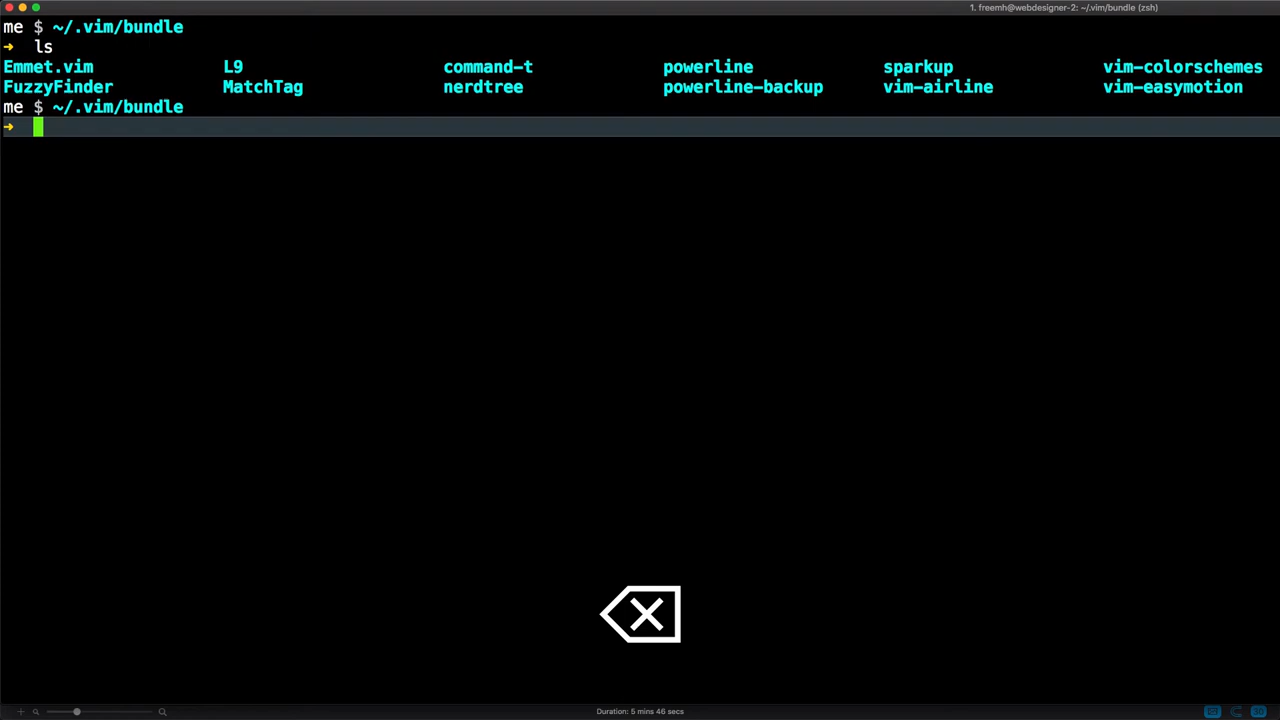 1. freemh@webdesigner-2: ~/.vim/bundle (zsh)
me $ ~/.vim/bundle
➜ ls
Emmet.vim L9 command-t powerline sparkup vim-colorschemes
FuzzyFinder MatchTag nerdtree powerline-backup vim-airline vim-easymotion
me $ ~/.vim/bundle
➜
Duration: 5 mins 46 secs